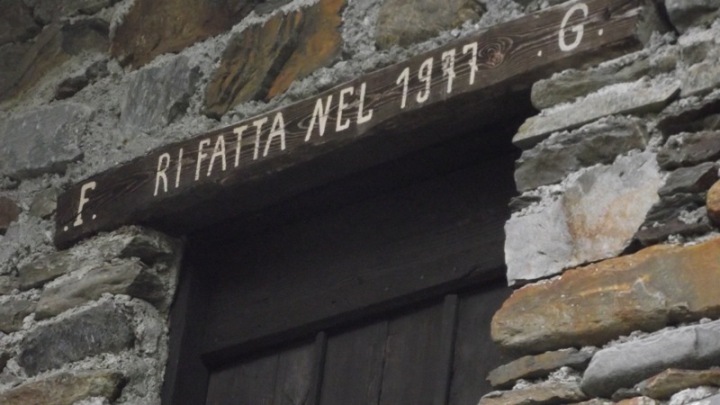 .F. RIFATTA NEL 1977 .G.